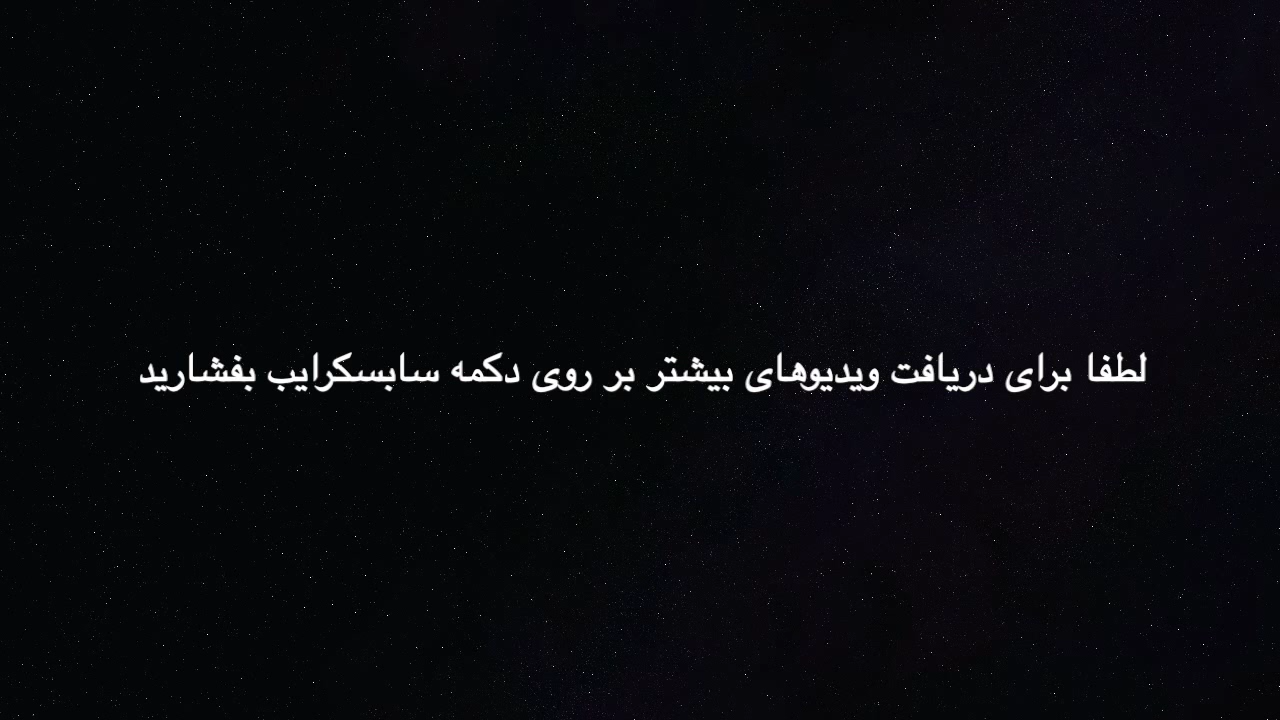 لطفا برای دریافت ویدیوهای بیشتر بر روی دکمه سابسکرایب بفشارید